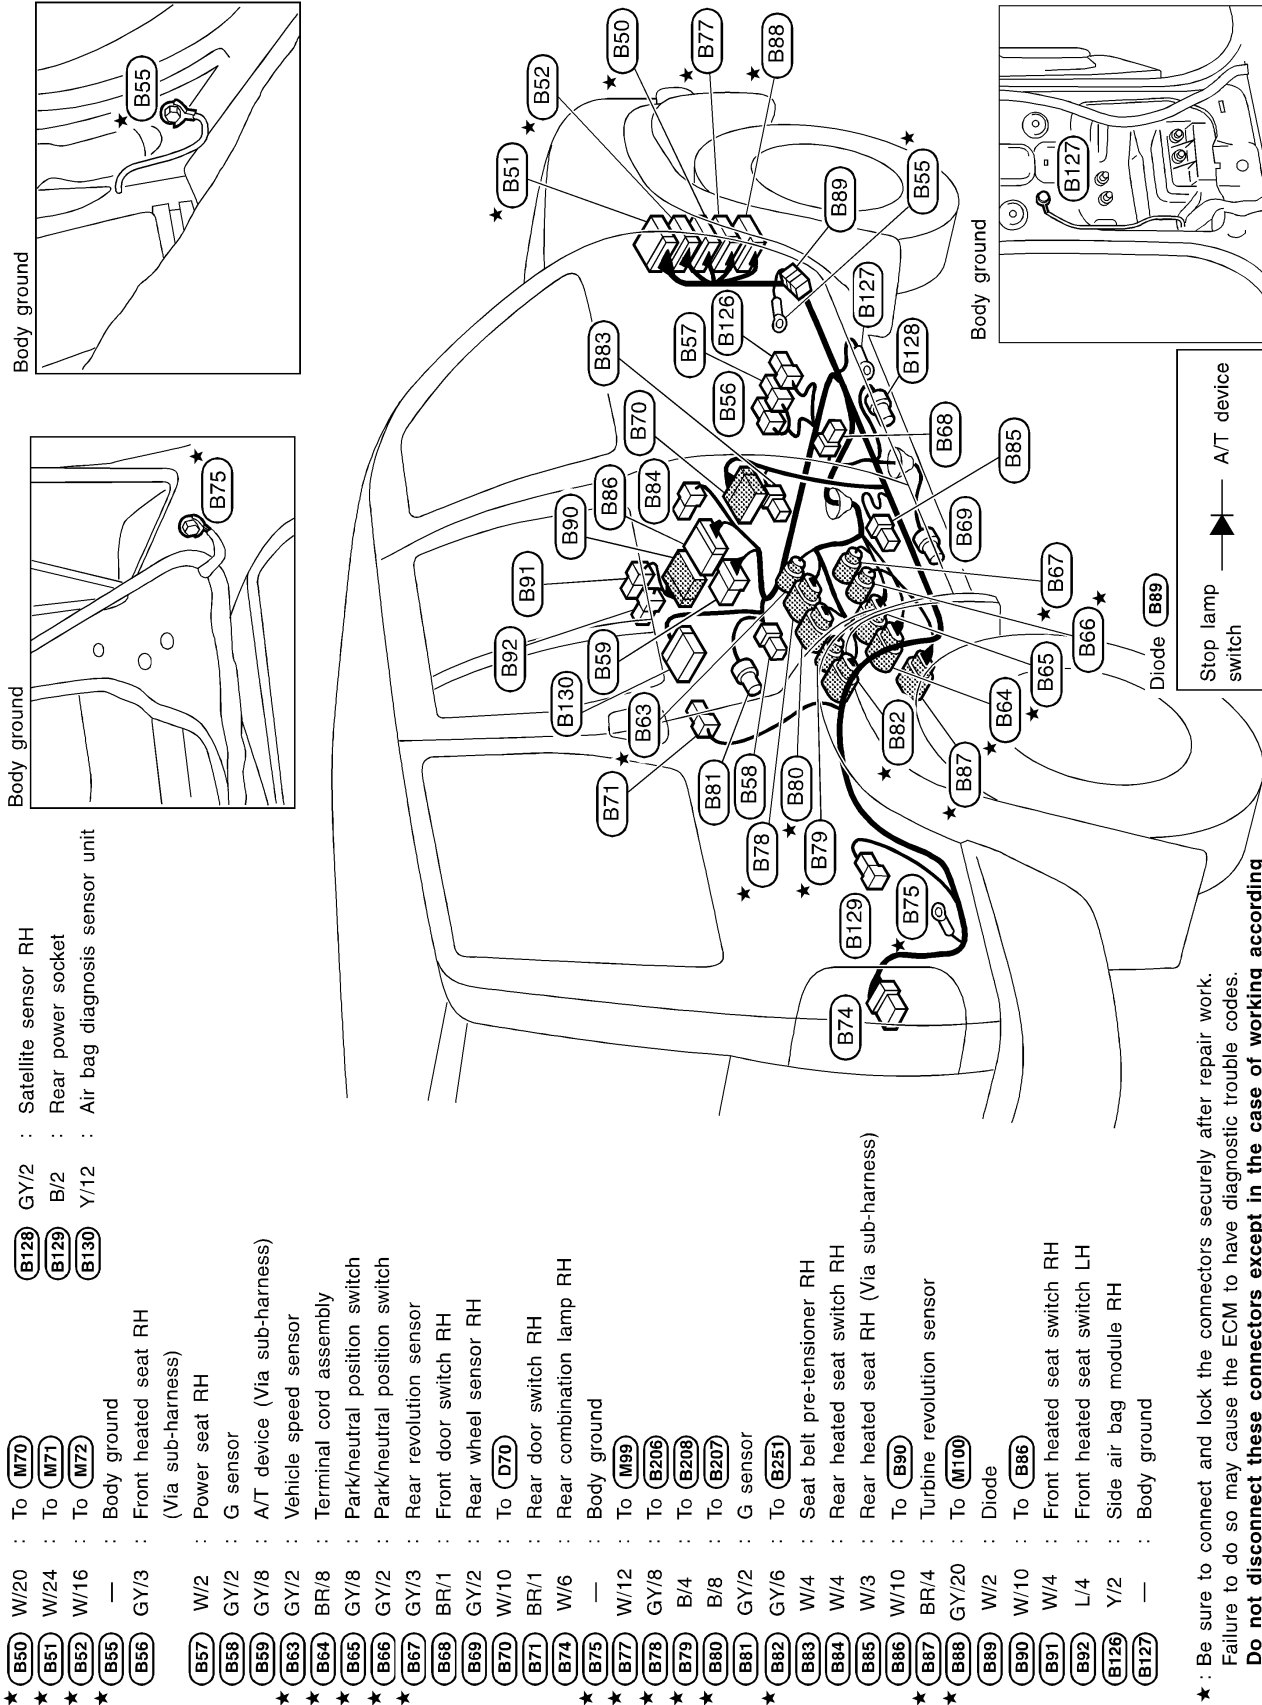 ★ B50 W/20 : To M70
★ B51 W/24 : To M71
★ B52 W/16 : To M72
★ B55 — : Body ground
B56 GY/3 : Front heated seat RH
(Via sub-harness)
B57 W/2 : Power seat RH
B58 GY/2 : G sensor
B59 GY/8 : A/T device (Via sub-harness)
★ B63 GY/2 : Vehicle speed sensor
★ B64 BR/8 : Terminal cord assembly
★ B65 GY/8 : Park/neutral position switch
★ B66 GY/2 : Park/neutral position switch
★ B67 GY/3 : Rear revolution sensor
B68 BR/1 : Front door switch RH
B69 GY/2 : Rear wheel sensor RH
B70 W/10 : To D70
B71 BR/1 : Rear door switch RH
B74 W/6 : Rear combination lamp RH
★ B75 — : Body ground
★ B77 W/12 : To M99
★ B78 GY/8 : To B206
★ B79 B/4 : To B208
★ B80 B/8 : To B207
B81 GY/2 : G sensor
★ B82 GY/6 : To B251
B83 W/4 : Seat belt pre-tensioner RH
B84 W/4 : Rear heated seat switch RH
B85 W/3 : Rear heated seat RH (Via sub-harness)
B86 W/10 : To B90
★ B87 BR/4 : Turbine revolution sensor
★ B88 GY/20 : To M100
B89 W/2 : Diode
B90 W/10 : To B86
B91 W/4 : Front heated seat switch RH
B92 L/4 : Front heated seat switch LH
B126 Y/2 : Side air bag module RH
B127 — : Body ground
B128 GY/2 : Satellite sensor RH
B129 B/2 : Rear power socket
B130 Y/12 : Air bag diagnosis sensor unit
Body ground
★ B75
Body ground
★ B55
★ B51
★ B52
★ B50
★ B77
★ B88
★ B55
B89
B127
B128
B126
B57
B56
B83
B70
B84
B86
B90
B91
B92
B59
B130
★ B63
B71
B81
B58
★ B80
★ B78
★ B79
B129
★ B75
B74
B68
B85
B69
★ B67
★ B66
★ B65
★ B64
★ B82
★ B87
Body ground
B127
Diode B89
Stop lamp
switch
A/T device
★ : Be sure to connect and lock the connectors securely after repair work.
Failure to do so may cause the ECM to have diagnostic trouble codes.
Do not disconnect these connectors except in the case of working according